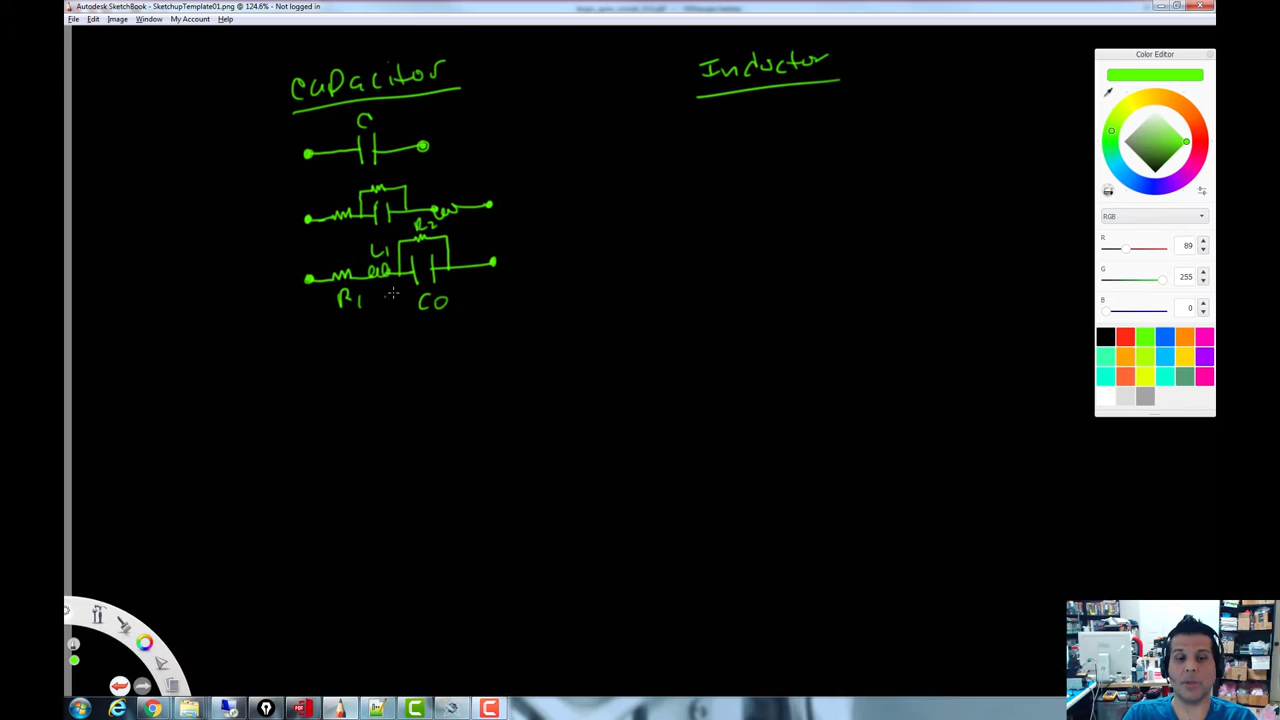 Autodesk SketchBook - SketchupTemplate01.png @ 124.6% - Not logged in
File Edit Image Window My Account Help
Color Editor
capacitor
Inductor
C
R2
L1
R1
C0
RGB
R 89
G 255
B 0